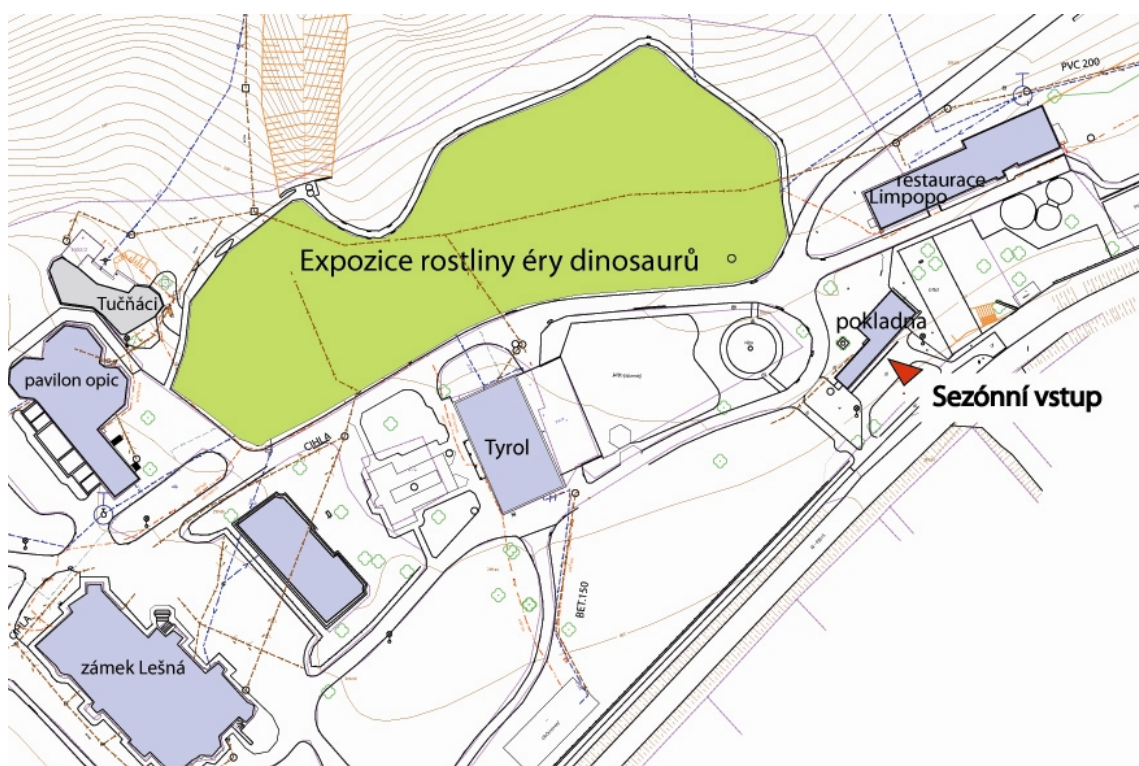 PVC 200
restaurace
Limpopo
Expozice rostliny éry dinosaurů
Tučňáci
pokladna
pavilon opic
Sezónní vstup
CIHLA
Tyrol
BET.150
CIHLA
zámek Lešná